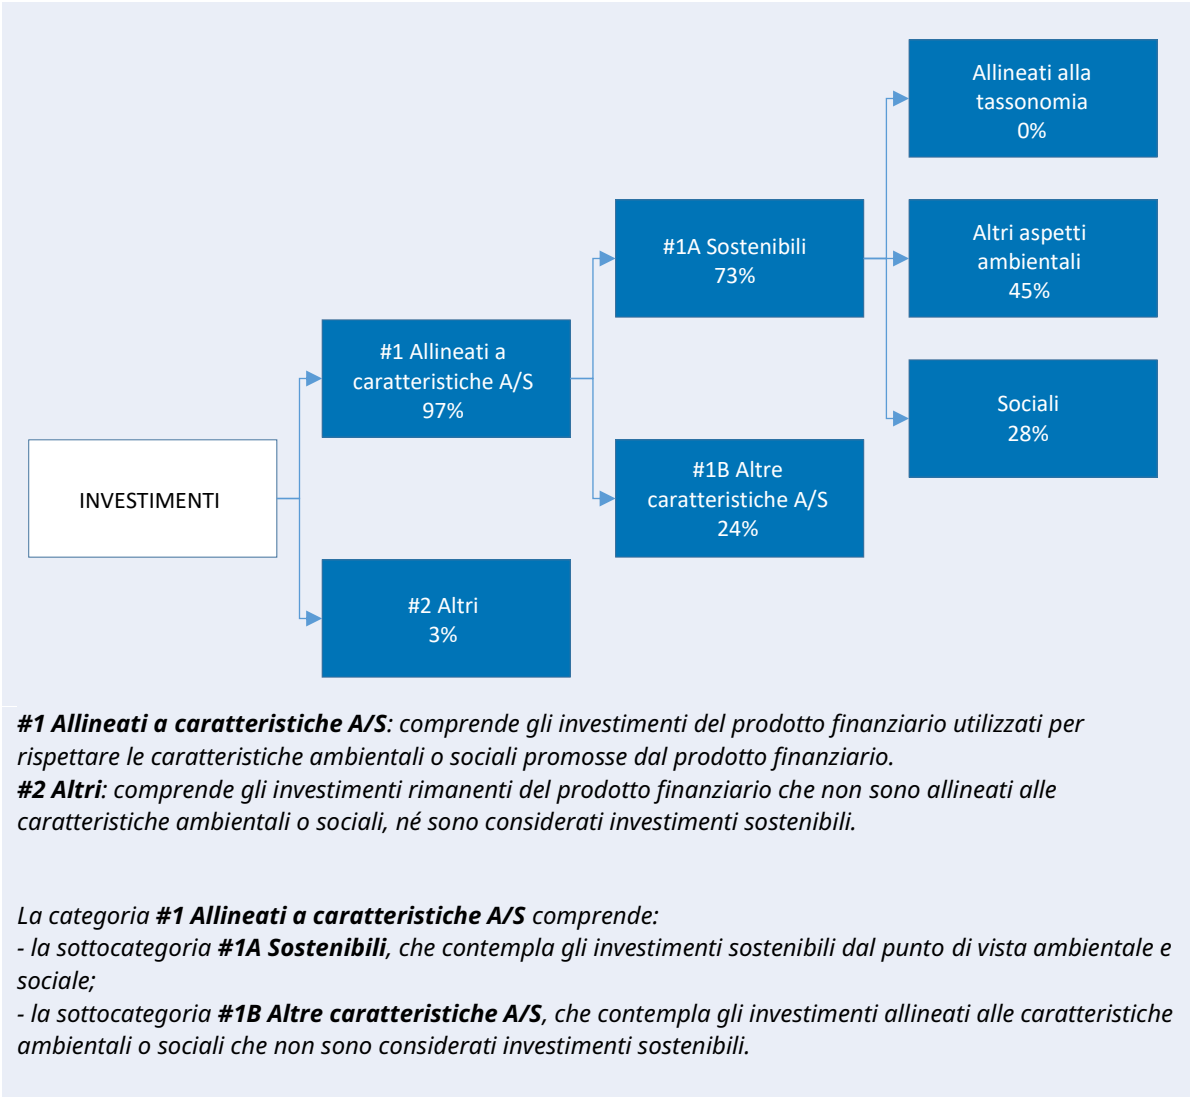 Allineati alla
tassonomia
0%
#1A Sostenibili
73%
Altri aspetti
ambientali
45%
#1 Allineati a
caratteristiche A/S
97%
Sociali
28%
INVESTIMENTI
#1B Altre
caratteristiche A/S
24%
#2 Altri
3%
#1 Allineati a caratteristiche A/S: comprende gli investimenti del prodotto finanziario utilizzati per
rispettare le caratteristiche ambientali o sociali promosse dal prodotto finanziario.
#2 Altri: comprende gli investimenti rimanenti del prodotto finanziario che non sono allineati alle
caratteristiche ambientali o sociali, né sono considerati investimenti sostenibili.
La categoria #1 Allineati a caratteristiche A/S comprende:
- la sottocategoria #1A Sostenibili, che contempla gli investimenti sostenibili dal punto di vista ambientale e
sociale;
- la sottocategoria #1B Altre caratteristiche A/S, che contempla gli investimenti allineati alle caratteristiche
ambientali o sociali che non sono considerati investimenti sostenibili.